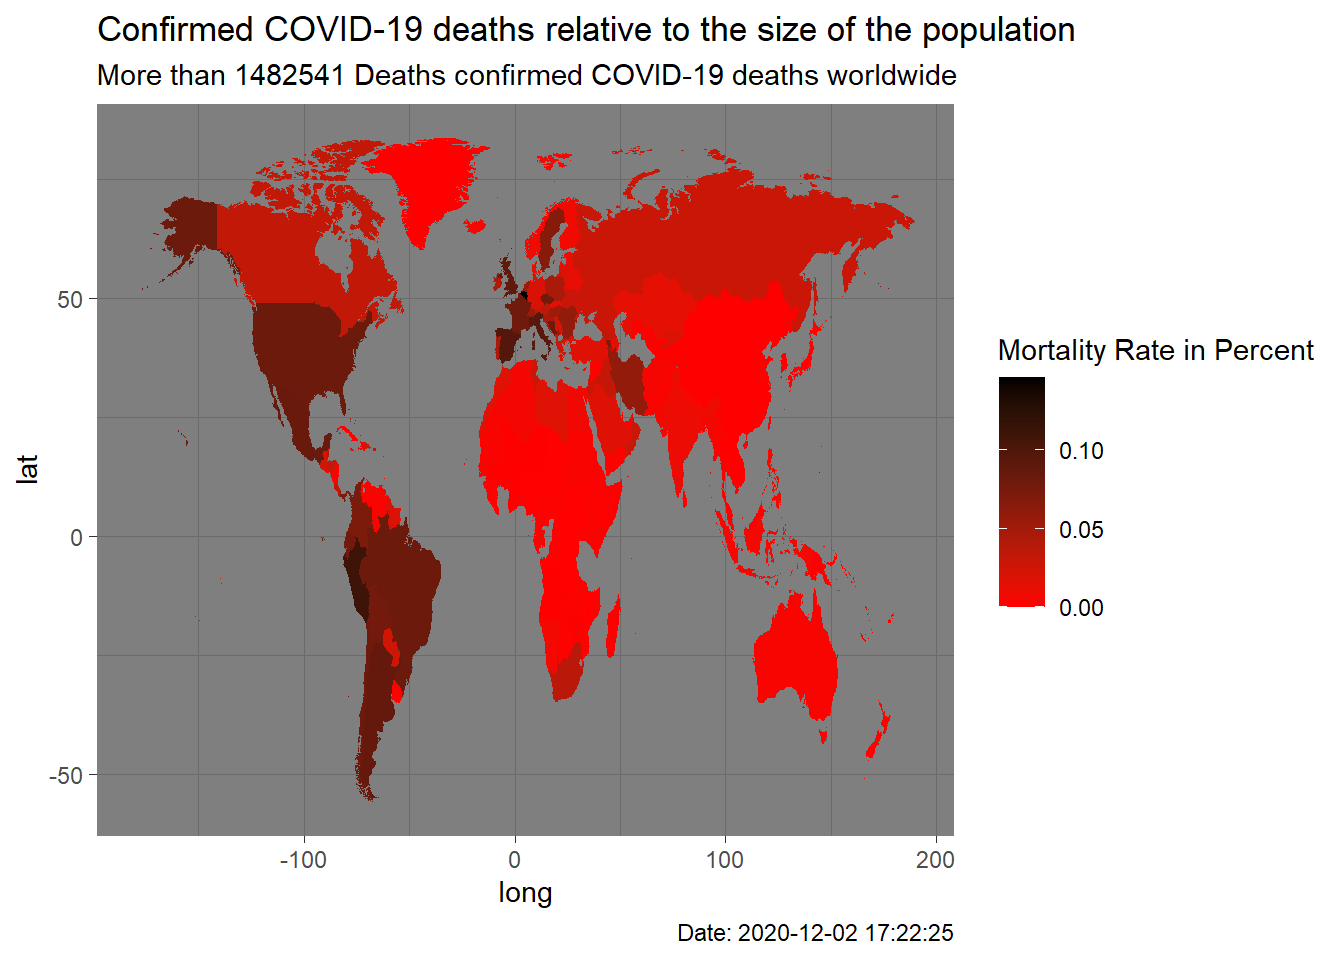 Confirmed COVID-19 deaths relative to the size of the population
More than 1482541 Deaths confirmed COVID-19 deaths worldwide
lat
50
0
-50
-100
0
100
200
long
Mortality Rate in Percent
0.10
0.05
0.00
Date: 2020-12-02 17:22:25